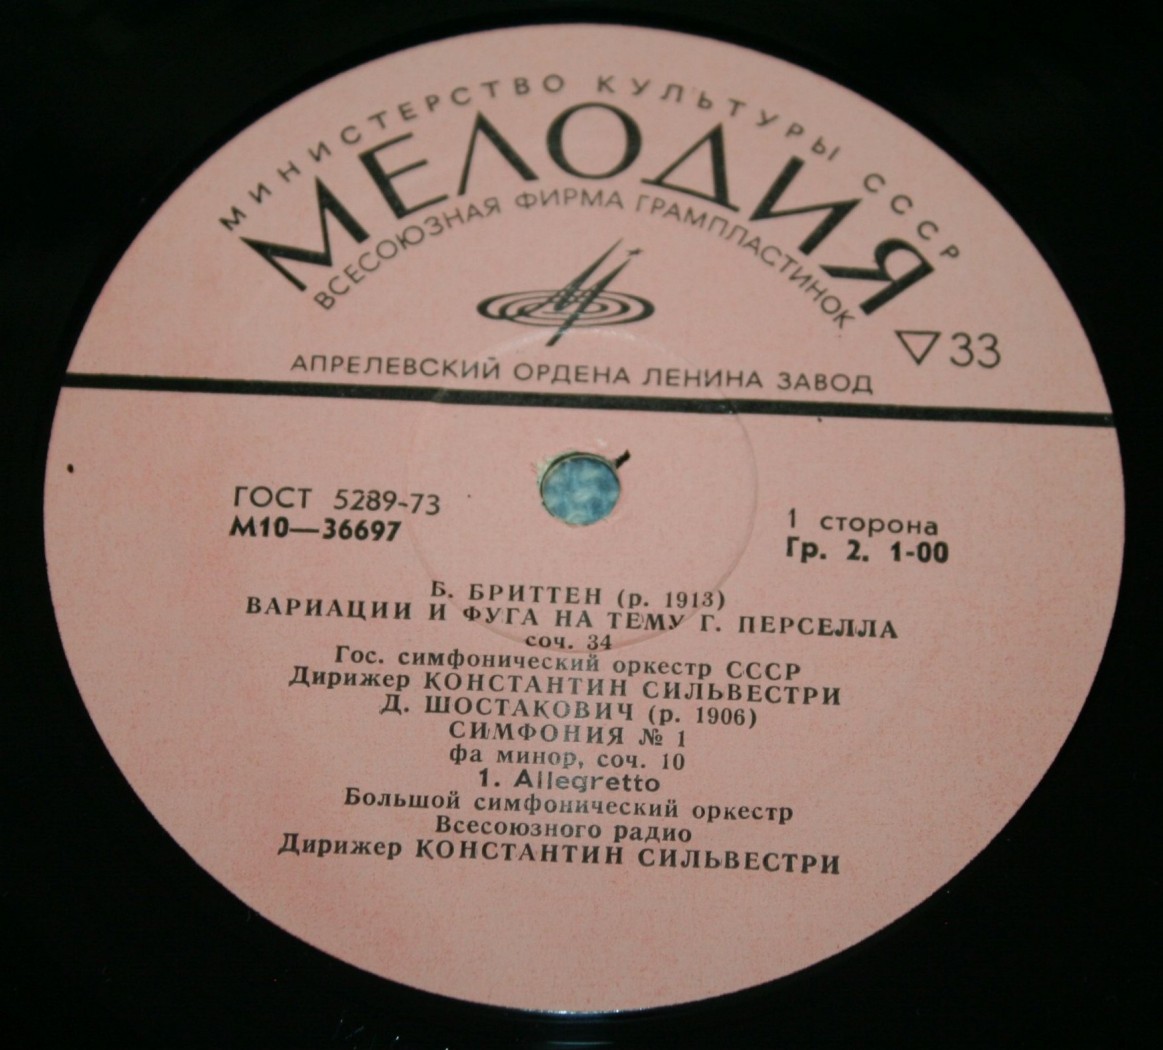 МИНИСТЕРСТВО КУЛЬТУРЫ СССР
МЕЛОДИЯ
ВСЕСОЮЗНАЯ ФИРМА ГРАМПЛАСТИНОК
33
АПРЕЛЕВСКИЙ ОРДЕНА ЛЕНИНА ЗАВОД
ГОСТ 5289-73
М10—36697
1 сторона
Гр. 2. 1-00
Б. БРИТТЕН (р. 1913)
ВАРИАЦИИ И ФУГА НА ТЕМУ Г. ПЕРСЕЛЛА
соч. 34
Гос. симфонический оркестр СССР
Дирижер КОНСТАНТИН СИЛЬВЕСТРИ
Д. ШОСТАКОВИЧ (р. 1906)
СИМФОНИЯ № 1
фа минор, соч. 10
1. Allegretto
Большой симфонический оркестр
Всесоюзного радио
Дирижер КОНСТАНТИН СИЛЬВЕСТРИ